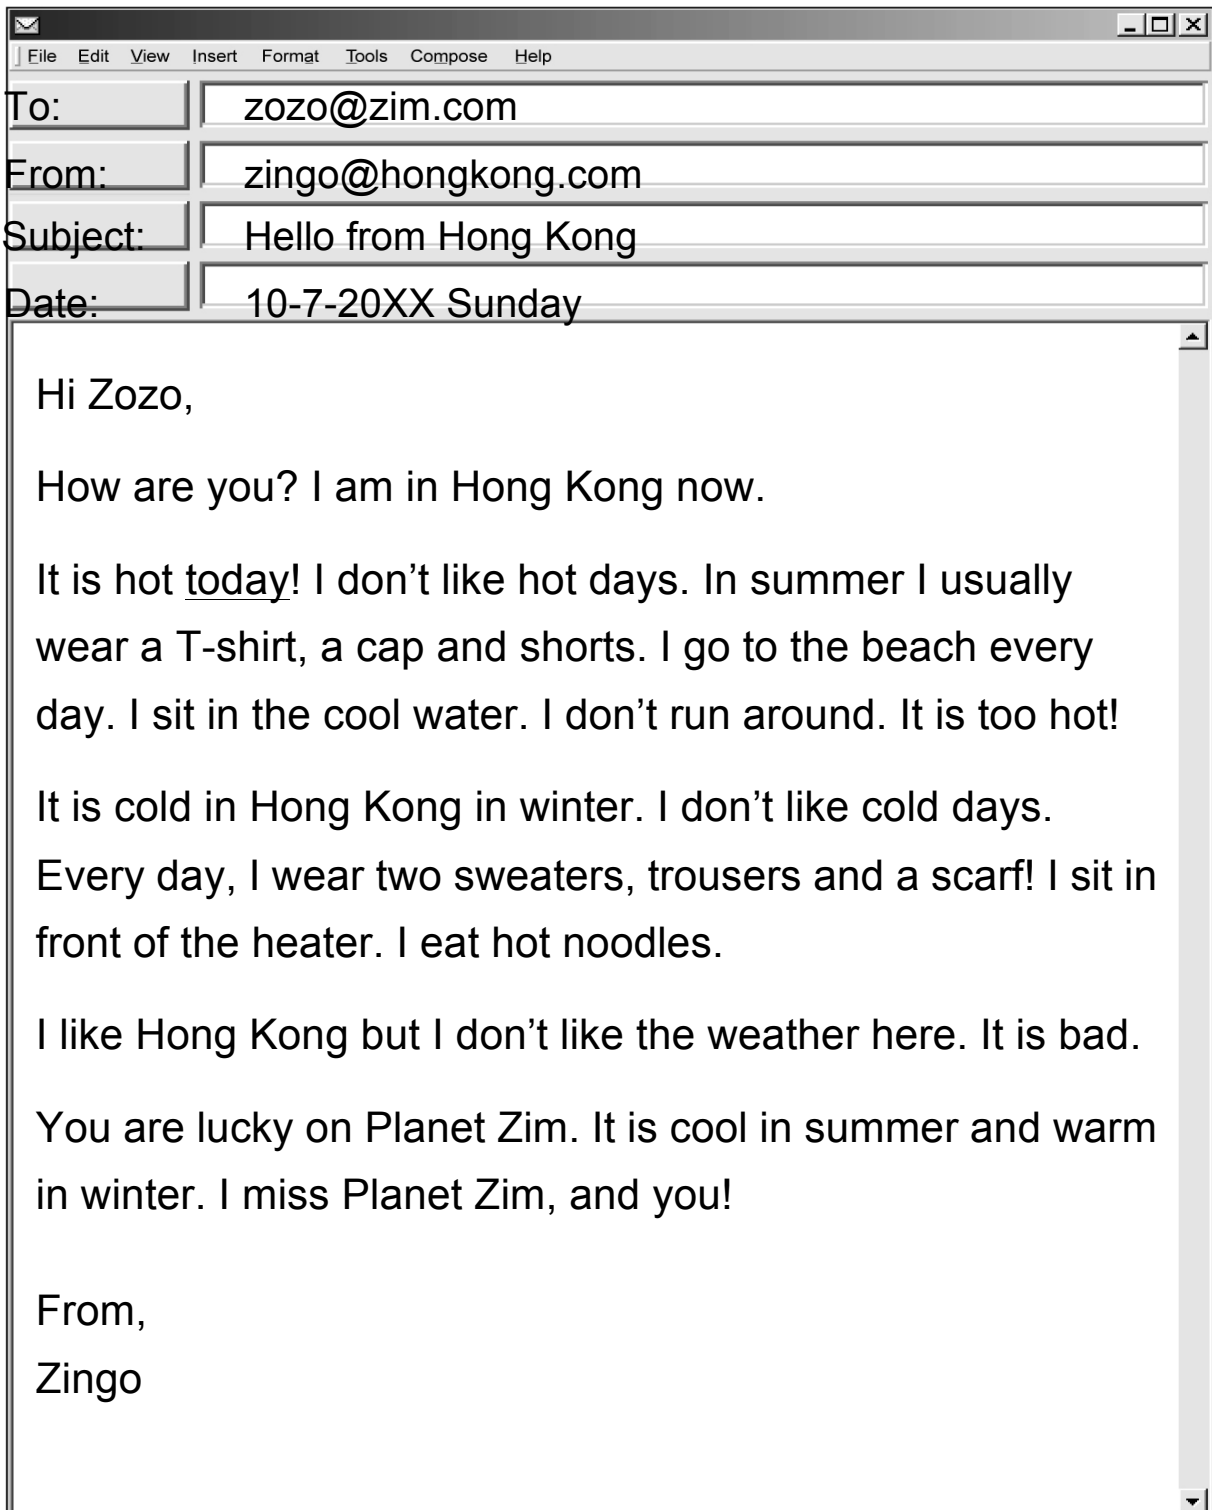 File Edit View Insert Format Tools Compose Help
To: zozo@zim.com
From: zingo@hongkong.com
Subject: Hello from Hong Kong
Date: 10-7-20XX Sunday
Hi Zozo,
How are you? I am in Hong Kong now.
It is hot today! I don’t like hot days. In summer I usually
wear a T-shirt, a cap and shorts. I go to the beach every
day. I sit in the cool water. I don’t run around. It is too hot!
It is cold in Hong Kong in winter. I don’t like cold days.
Every day, I wear two sweaters, trousers and a scarf! I sit in
front of the heater. I eat hot noodles.
I like Hong Kong but I don’t like the weather here. It is bad.
You are lucky on Planet Zim. It is cool in summer and warm
in winter. I miss Planet Zim, and you!
From,
Zingo